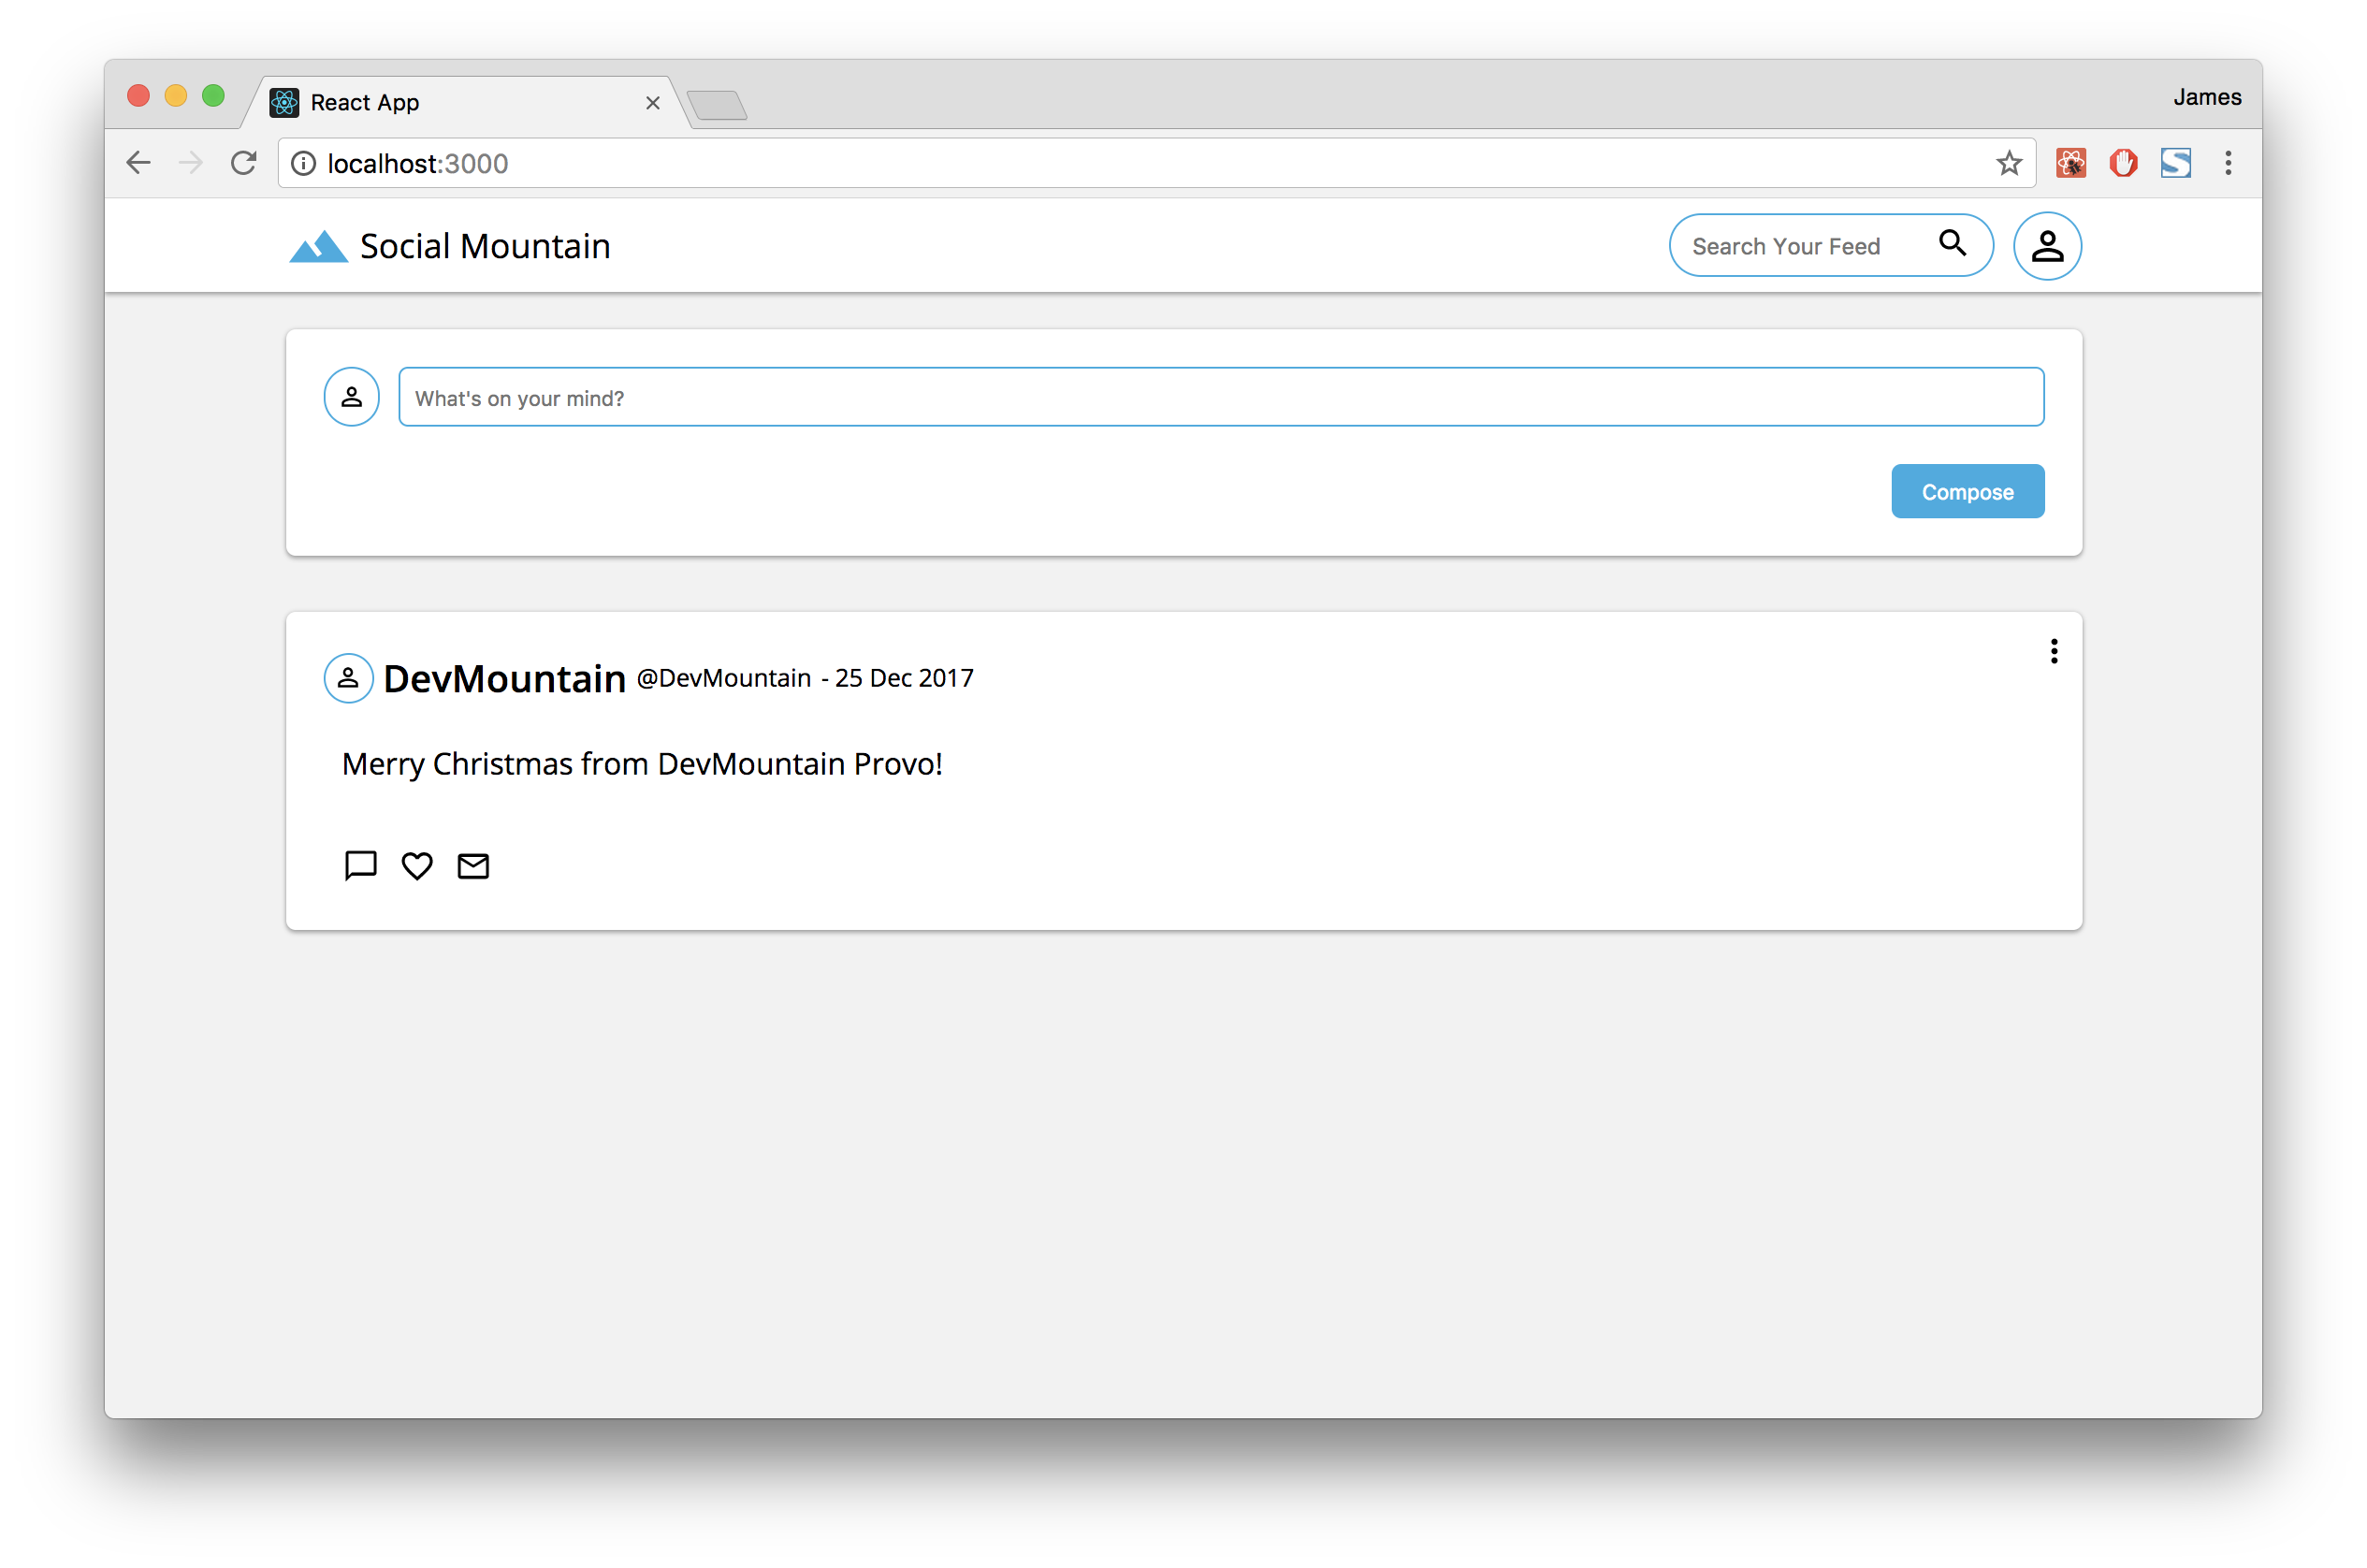 React App
James
localhost:3000
Social Mountain
Search Your Feed
What's on your mind?
Compose
DevMountain @DevMountain - 25 Dec 2017
Merry Christmas from DevMountain Provo!